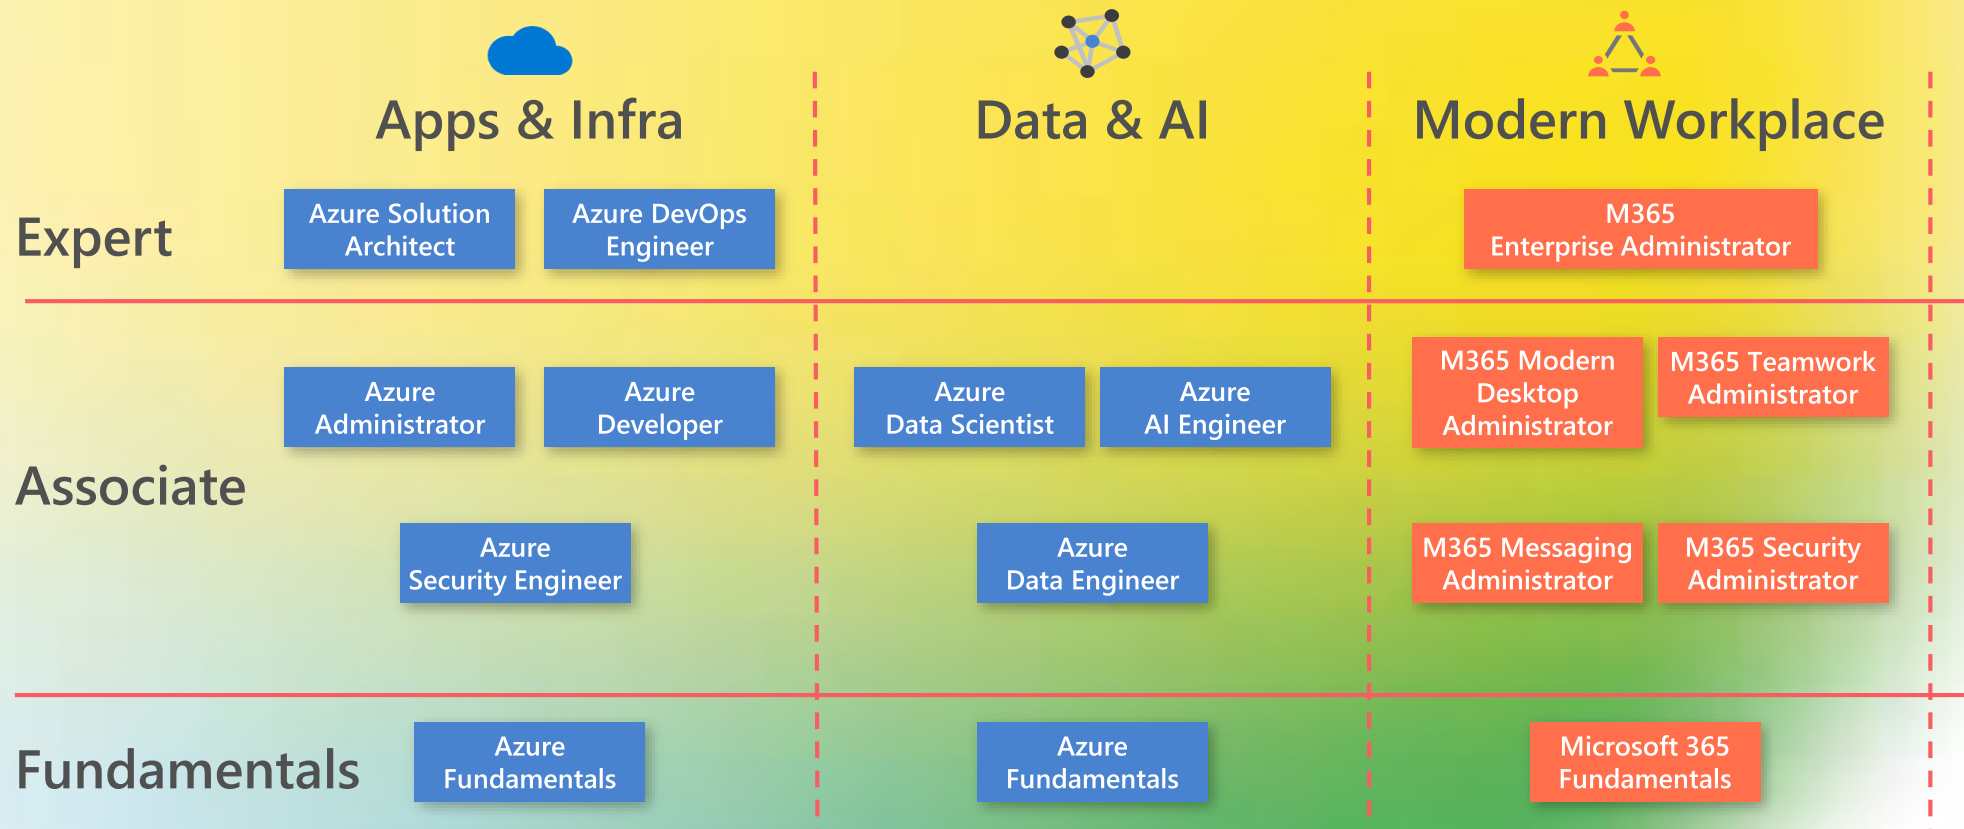 Apps & Infra
Data & AI
Modern Workplace
Expert
Azure Solution
Architect
Azure DevOps
Engineer
M365
Enterprise Administrator
Associate
Azure
Administrator
Azure
Developer
Azure
Data Scientist
Azure
AI Engineer
M365 Modern
Desktop
Administrator
M365 Teamwork
Administrator
Azure
Security Engineer
Azure
Data Engineer
M365 Messaging
Administrator
M365 Security
Administrator
Fundamentals
Azure
Fundamentals
Azure
Fundamentals
Microsoft 365
Fundamentals